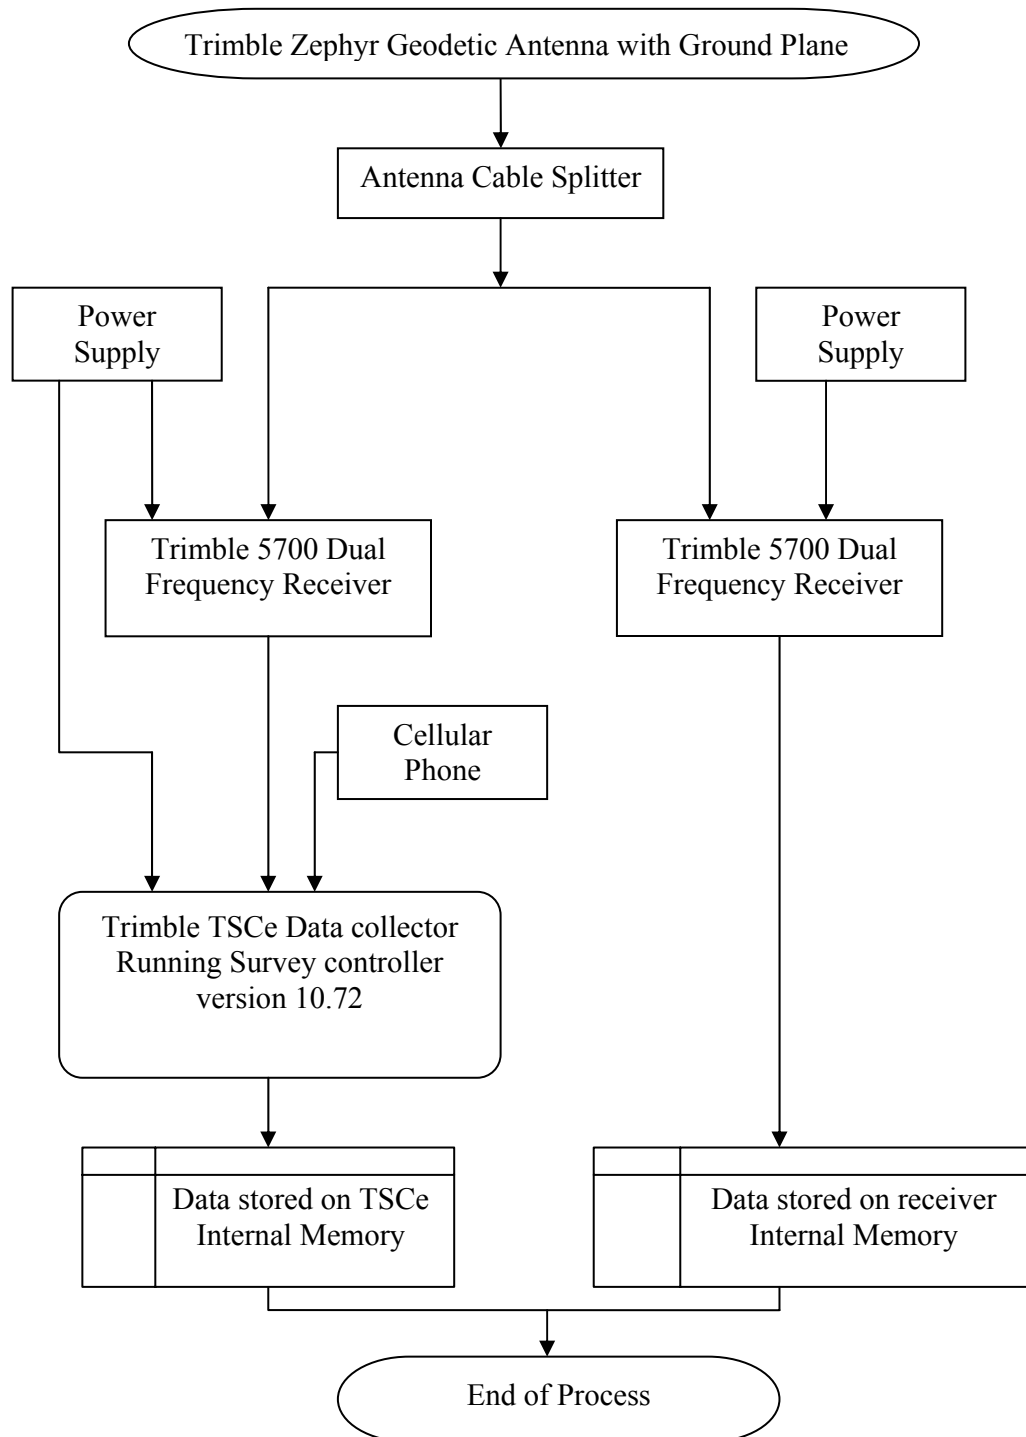 Trimble Zephyr Geodetic Antenna with Ground Plane
Antenna Cable Splitter
Power
Supply
Power
Supply
Trimble 5700 Dual
Frequency Receiver
Trimble 5700 Dual
Frequency Receiver
Cellular
Phone
Trimble TSCe Data collector
Running Survey controller
version 10.72
Data stored on TSCe
Internal Memory
Data stored on receiver
Internal Memory
End of Process